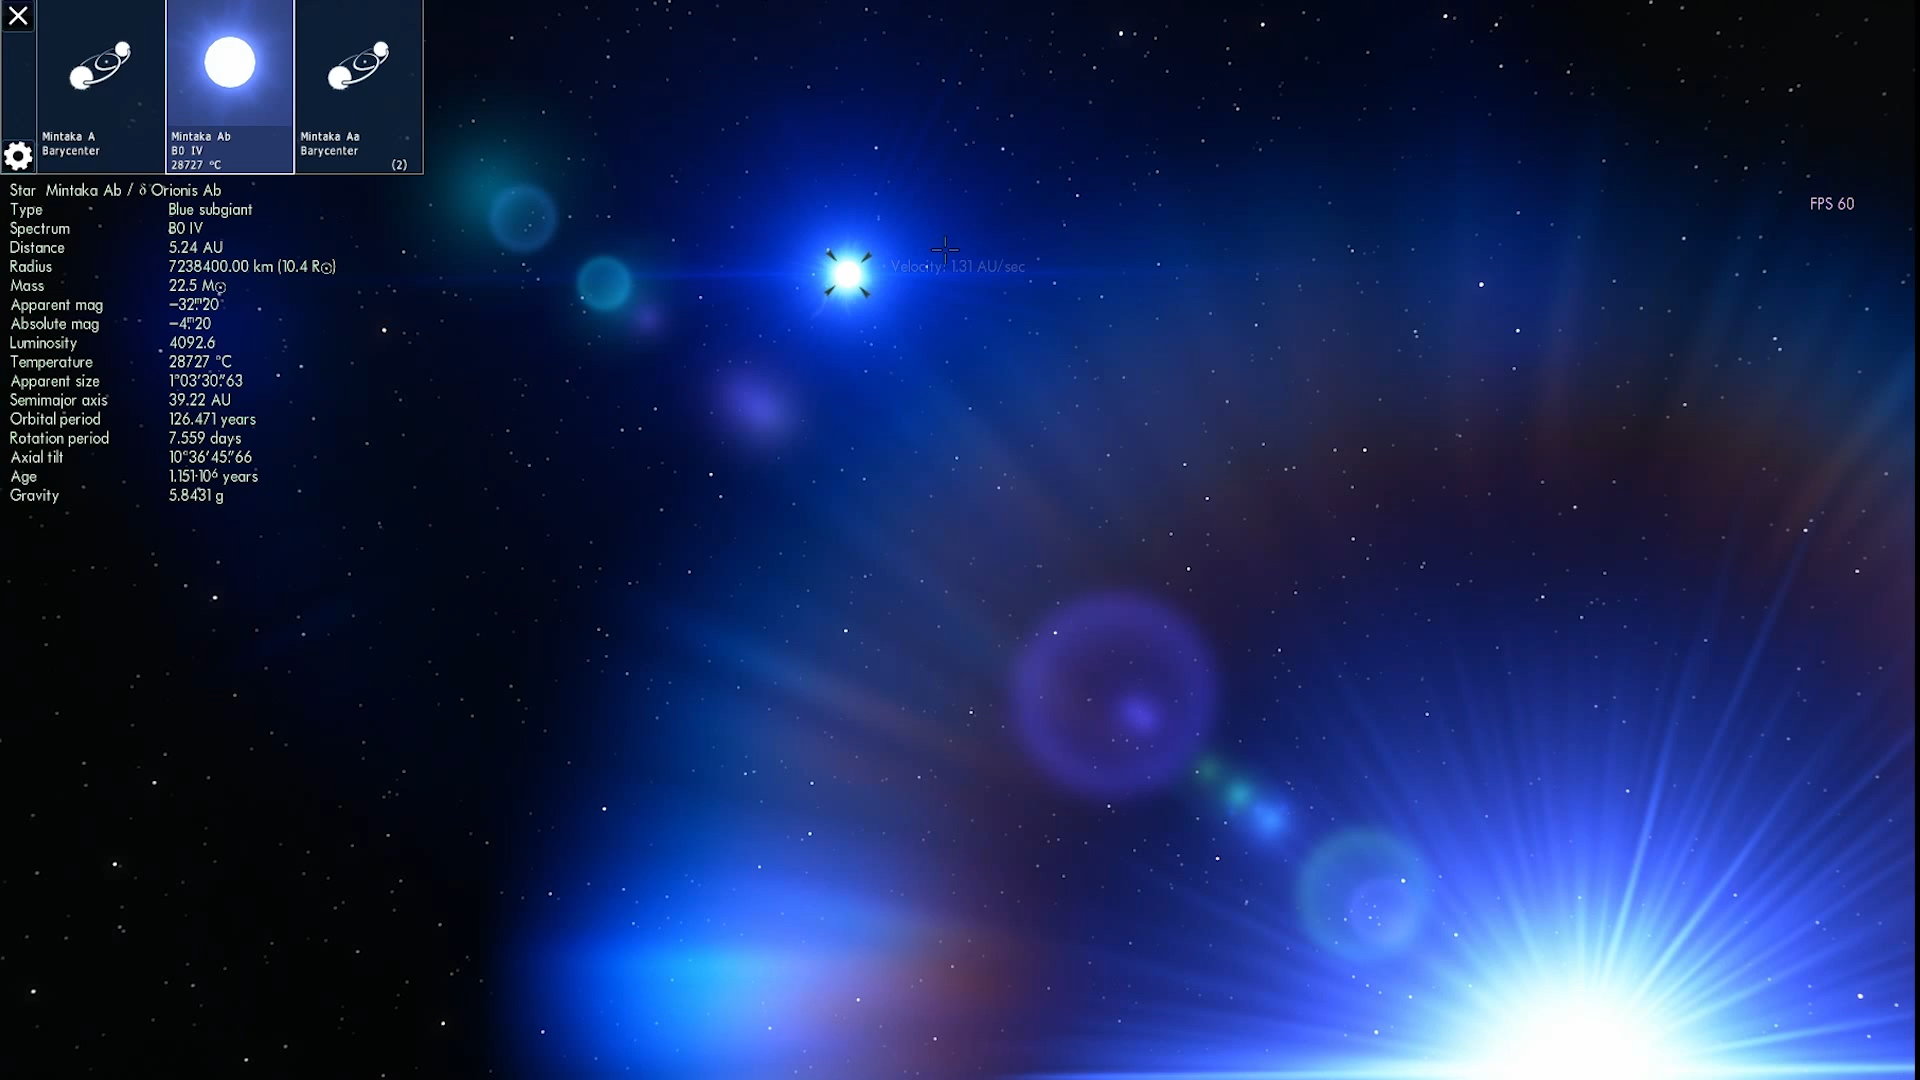 Mintaka A
Barycenter
Mintaka Ab
B0 IV
28727 °C
Mintaka Aa
Barycenter
(2)
Star Mintaka Ab / δ Orionis Ab
Type Blue subgiant
Spectrum B0 IV
Distance 5.24 AU
Radius 7238400.00 km (10.4 R☉)
Mass 22.5 M☉
Apparent mag −32ᵐ.20
Absolute mag −4ᵐ.20
Luminosity 4092.6
Temperature 28727 °C
Apparent size 1°03′30.″63
Semimajor axis 39.22 AU
Orbital period 126.471 years
Rotation period 7.559 days
Axial tilt 10°36′45.″66
Age 1.151·10⁶ years
Gravity 5.8431 g
Velocity: 1.31 AU/sec
FPS 60